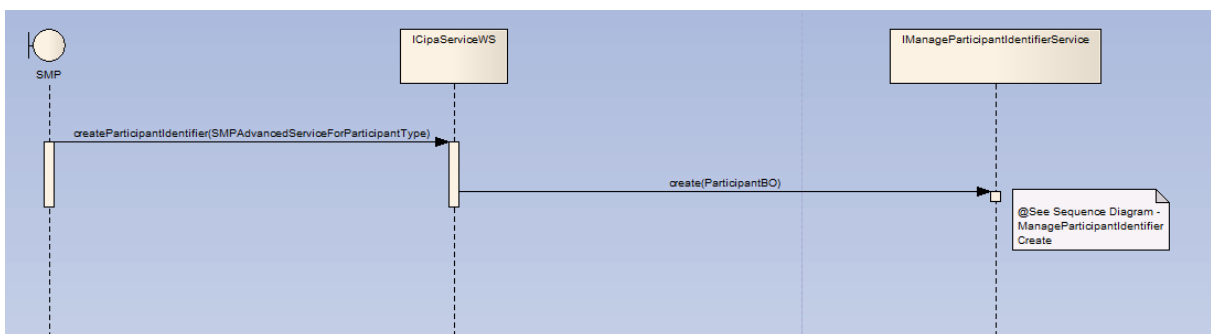 ICipaServiceWS
IManageParticipantIdentifierService
SMP
createParticipantIdentifier(SMPAdvancedServiceForParticipantType)
create(ParticipantBO)
@See Sequence Diagram -
ManageParticipantIdentifier
Create